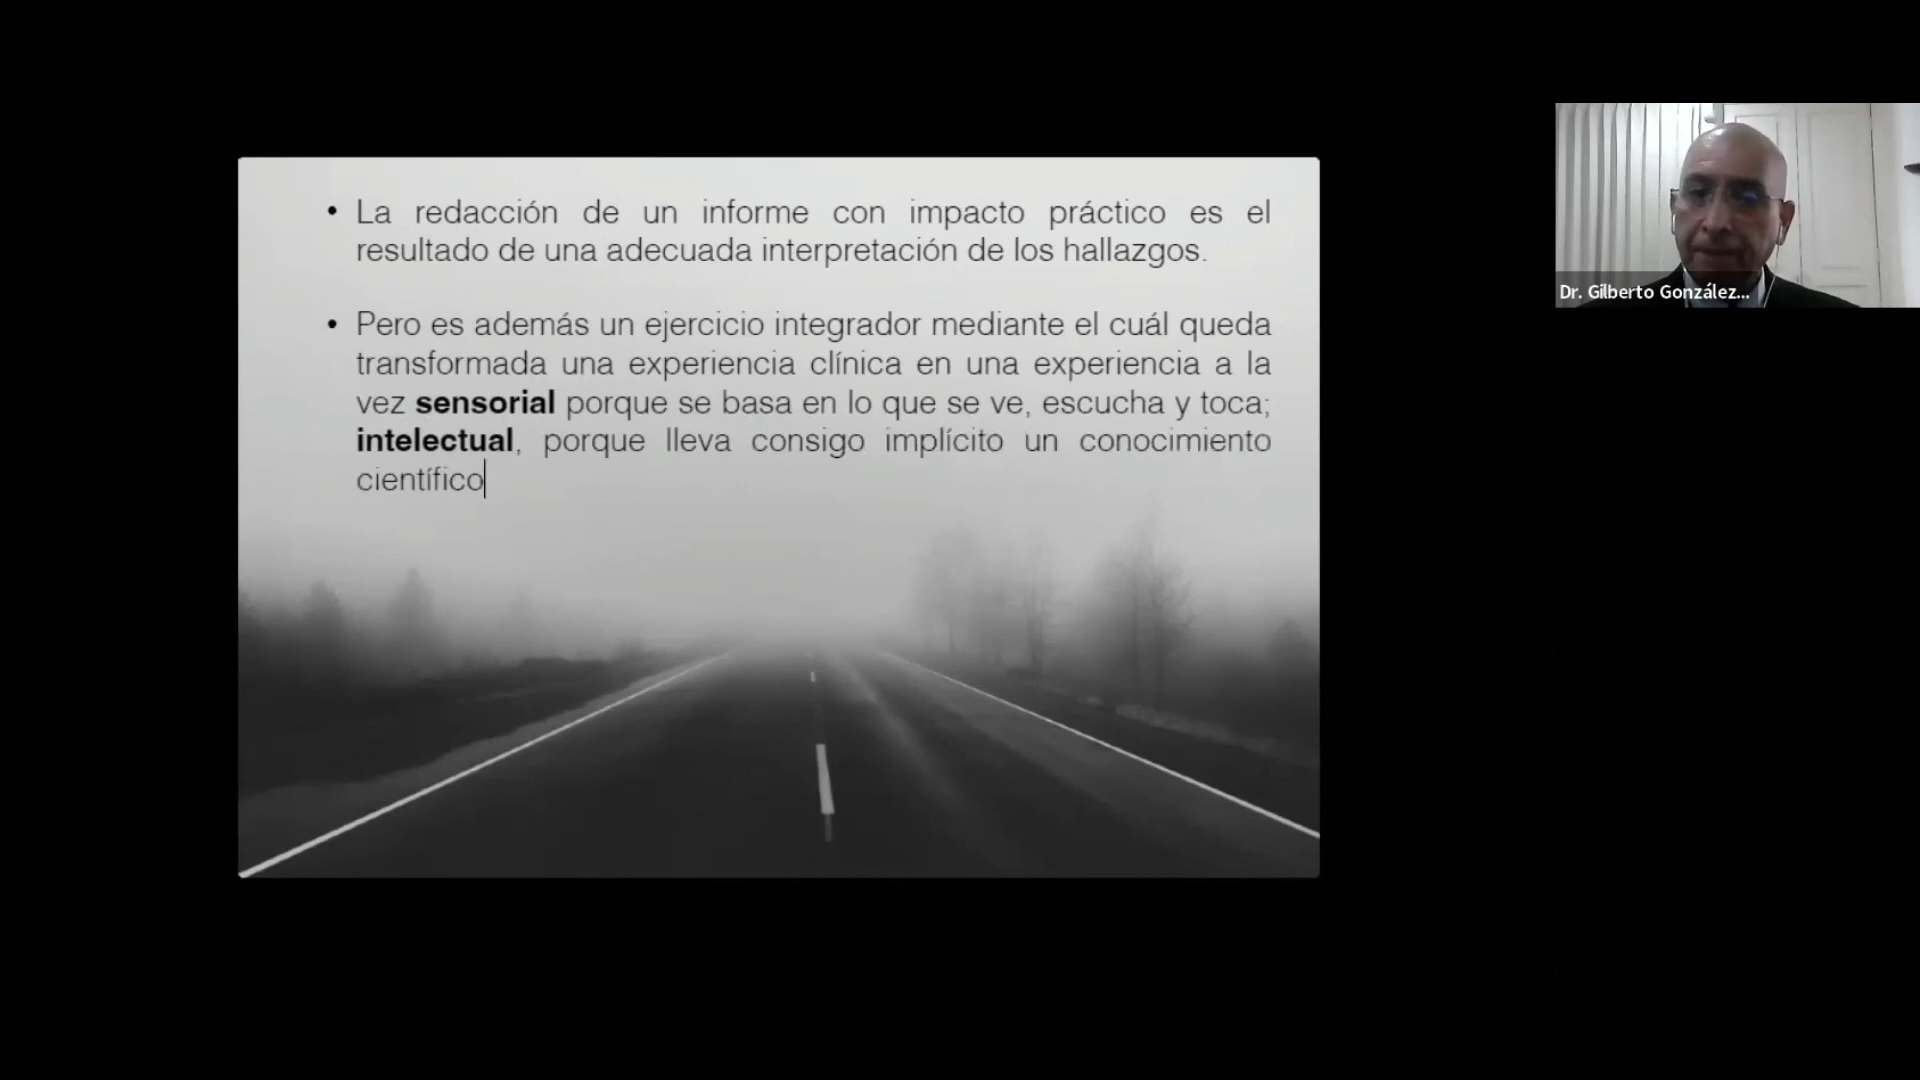 • La redacción de un informe con impacto práctico es el
resultado de una adecuada interpretación de los hallazgos.
• Pero es además un ejercicio integrador mediante el cuál queda
transformada una experiencia clínica en una experiencia a la
vez sensorial porque se basa en lo que se ve, escucha y toca;
intelectual, porque lleva consigo implícito un conocimiento
científico
Dr. Gilberto González...